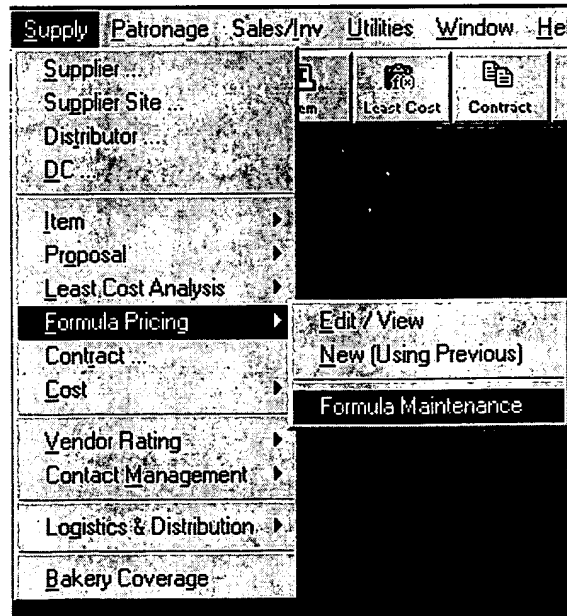 Supply Patronage Sales/Inv Utilities Window He
Supplier ...
Supplier Site ...
Distributor ...
DC ...
em Least Cost Contract
Item
Proposal
Least Cost Analysis
Formula Pricing
Edit / View
New (Using Previous)
Formula Maintenance
Contract ...
Cost
Vendor Rating
Contact Management
Logistics & Distribution
Bakery Coverage